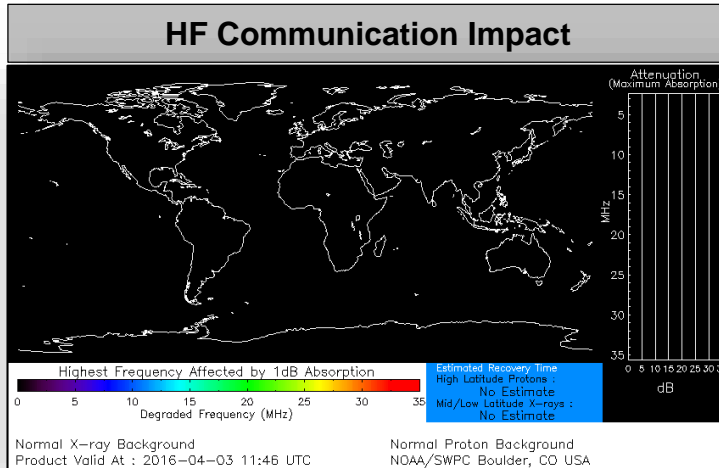 HF Communication Impact
Attenuation
(Maximum Absorption
5
10
15
20
25
30
35
MHz
0 5 10 15 20 25 30 3
dB
Highest Frequency Affected by 1dB Absorption
0 5 10 15 20 25 30 35
Degraded Frequency (MHz)
Estimated Recovery Time
High Latitude Protons :
No Estimate
Mid/Low Latitude X-rays :
No Estimate
Normal X-ray Background
Product Valid At : 2016-04-03 11:46 UTC
Normal Proton Background
NOAA/SWPC Boulder, CO USA